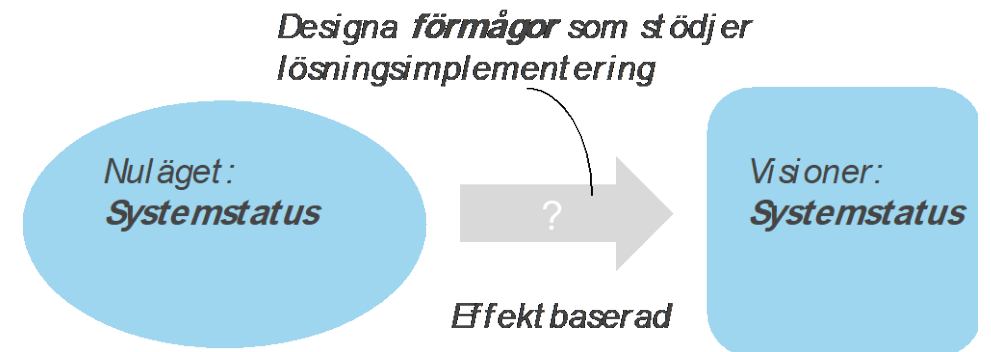 Designa förmågor som stödjer
lösningsimplementering
Nuläget:
Systemstatus
?
Visioner:
Systemstatus
Effektbaserad